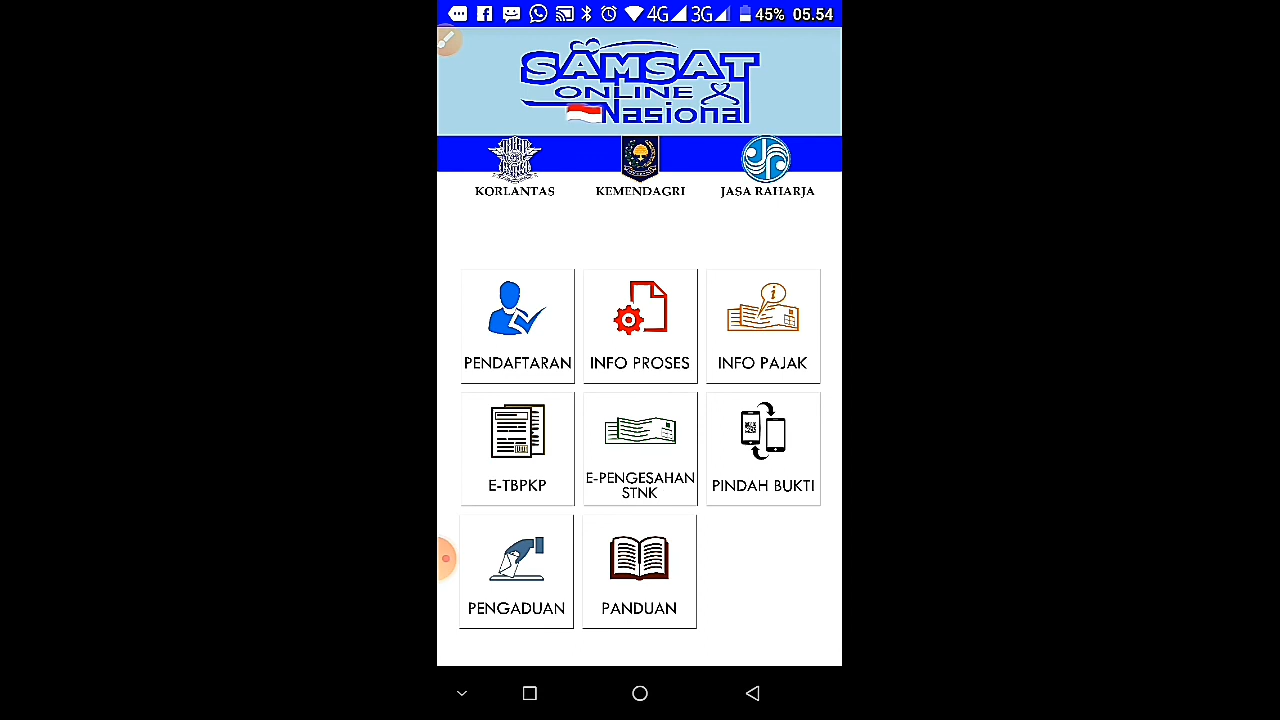 4G 3G 45% 05.54
SAMSAT
ONLINE
Nasional
KORLANTAS KEMENDAGRI JASA RAHARJA
PENDAFTARAN INFO PROSES INFO PAJAK
E-TBPKP E-PENGESAHAN STNK PINDAH BUKTI
PENGADUAN PANDUAN